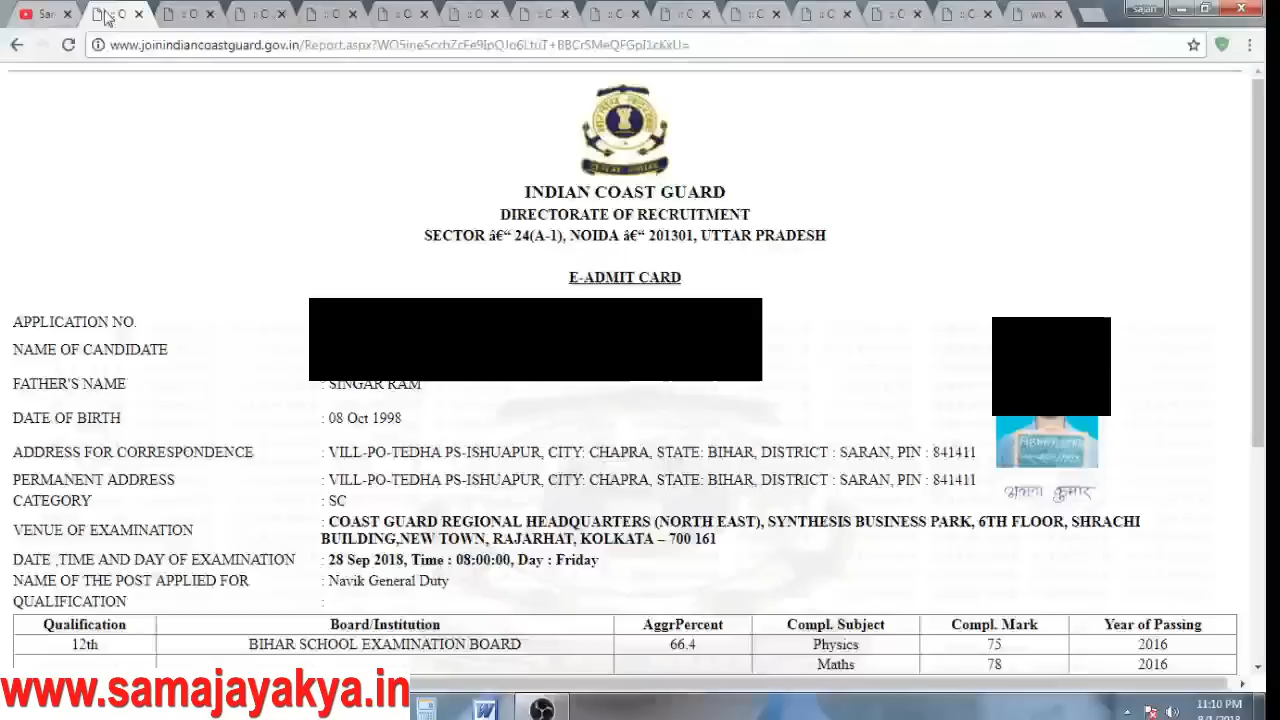 sajan
www.joinindiancoastguard.gov.in/Report.aspx?
INDIAN COAST GUARD
DIRECTORATE OF RECRUITMENT
SECTOR â€“ 24(A-1), NOIDA â€“ 201301, UTTAR PRADESH
E-ADMIT CARD
APPLICATION NO.
NAME OF CANDIDATE
FATHER'S NAME : SINGAR RAM
DATE OF BIRTH : 08 Oct 1998
ADDRESS FOR CORRESPONDENCE : VILL-PO-TEDHA PS-ISHUAPUR, CITY: CHAPRA, STATE: BIHAR, DISTRICT : SARAN, PIN : 841411
PERMANENT ADDRESS : VILL-PO-TEDHA PS-ISHUAPUR, CITY: CHAPRA, STATE: BIHAR, DISTRICT : SARAN, PIN : 841411
CATEGORY : SC
VENUE OF EXAMINATION : COAST GUARD REGIONAL HEADQUARTERS (NORTH EAST), SYNTHESIS BUSINESS PARK, 6TH FLOOR, SHRACHI
BUILDING,NEW TOWN, RAJARHAT, KOLKATA – 700 161
DATE ,TIME AND DAY OF EXAMINATION : 28 Sep 2018, Time : 08:00:00, Day : Friday
NAME OF THE POST APPLIED FOR : Navik General Duty
QUALIFICATION :
Qualification Board/Institution AggrPercent Compl. Subject Compl. Mark Year of Passing
12th BIHAR SCHOOL EXAMINATION BOARD 66.4 Physics 75 2016
Maths 78 2016
www.samajayakya.in
11:10 PM